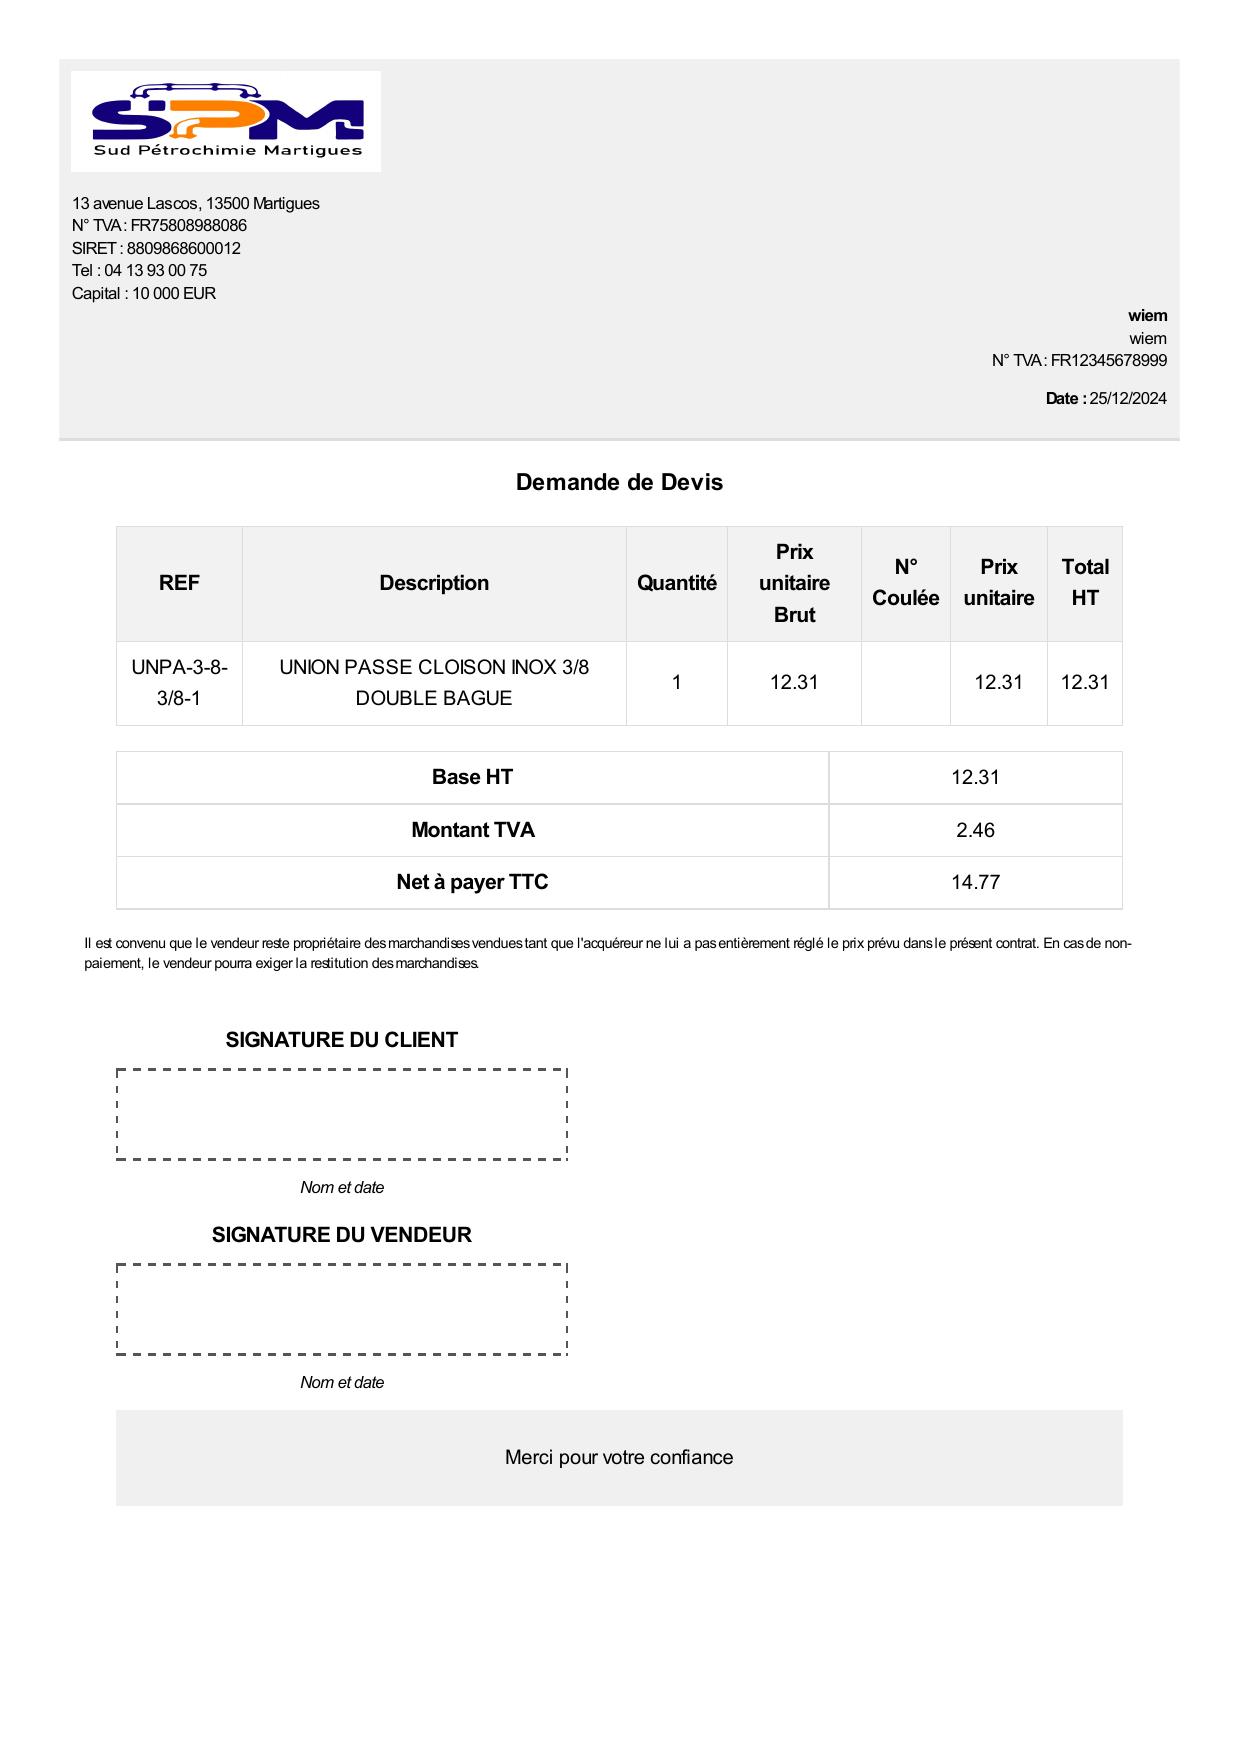 SPM
Sud Pétrochimie Martigues
13 avenue Lascos, 13500 Martigues
N° TVA : FR75808988086
SIRET : 8809868600012
Tel : 04 13 93 00 75
Capital : 10 000 EUR
wiem
wiem
N° TVA : FR12345678999
Date : 25/12/2024
Demande de Devis
REF Description Quantité Prix unitaire Brut N° Coulée Prix unitaire Total HT
UNPA-3-8-3/8-1 UNION PASSE CLOISON INOX 3/8 DOUBLE BAGUE 1 12.31 12.31 12.31
Base HT 12.31
Montant TVA 2.46
Net à payer TTC 14.77
Il est convenu que le vendeur reste propriétaire des marchandises vendues tant que l'acquéreur ne lui a pas entièrement réglé le prix prévu dans le présent contrat. En cas de non-
paiement, le vendeur pourra exiger la restitution des marchandises.
SIGNATURE DU CLIENT
Nom et date
SIGNATURE DU VENDEUR
Nom et date
Merci pour votre confiance